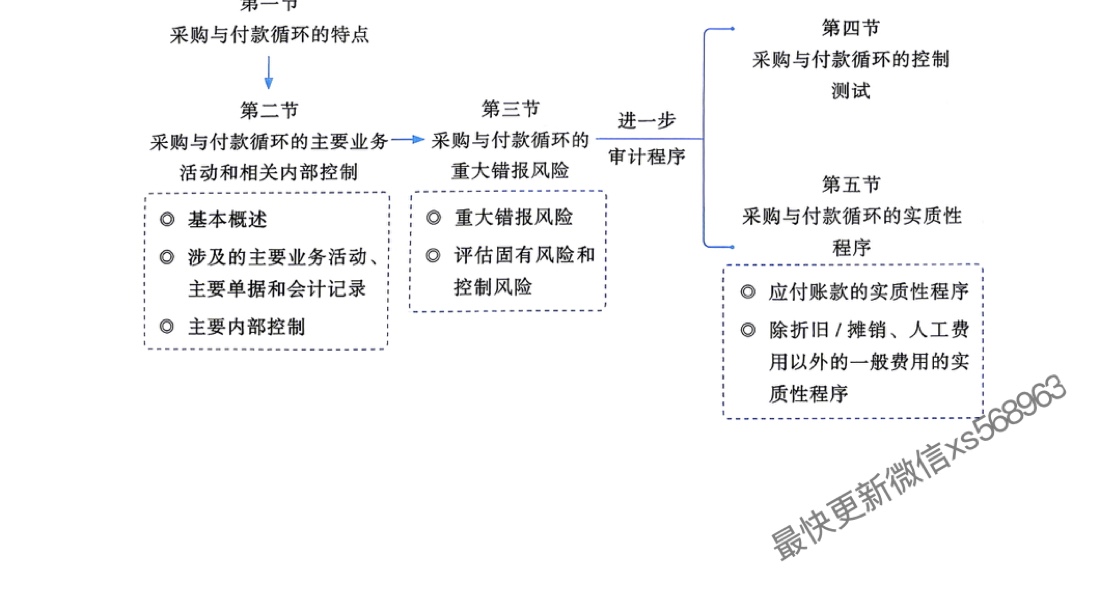 第一节
采购与付款循环的特点
第二节
采购与付款循环的主要业务
活动和相关内部控制
◎ 基本概述
◎ 涉及的主要业务活动、
主要单据和会计记录
◎ 主要内部控制
第三节
采购与付款循环的
重大错报风险
◎ 重大错报风险
◎ 评估固有风险和
控制风险
进一步
审计程序
第四节
采购与付款循环的控制
测试
第五节
采购与付款循环的实质性
程序
◎ 应付账款的实质性程序
◎ 除折旧/摊销、人工费
用以外的一般费用的实
质性程序
最快更新微信xs568963